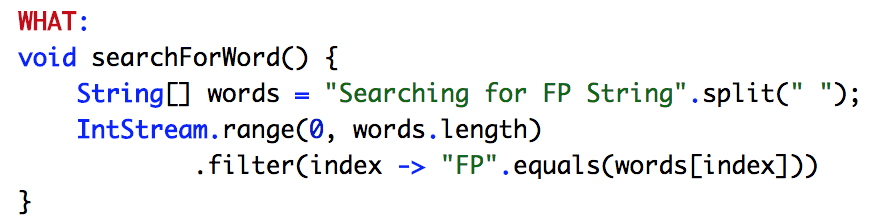 WHAT:
void searchForWord() {
    String[] words = "Searching for FP String".split(" ");
    IntStream.range(0, words.length)
            .filter(index -> "FP".equals(words[index]))
}